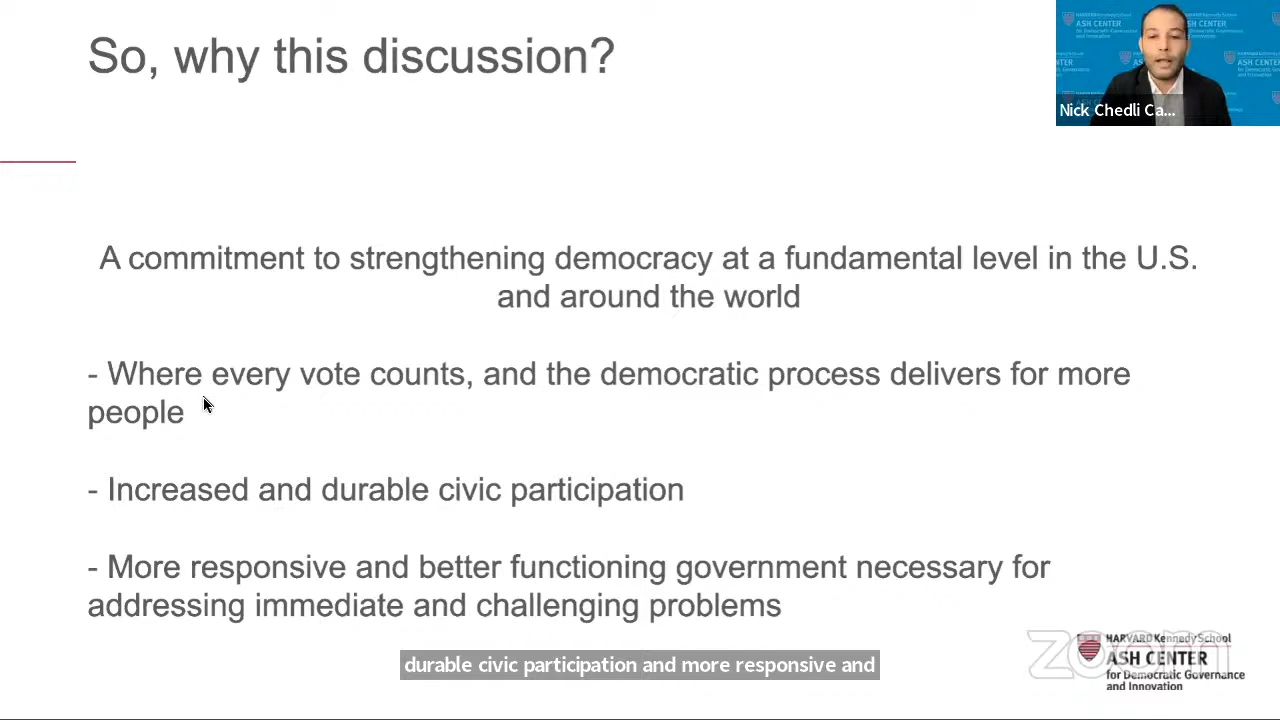 So, why this discussion?
ASH CENTER
Nick Chedli Ca...
A commitment to strengthening democracy at a fundamental level in the U.S.
and around the world
- Where every vote counts, and the democratic process delivers for more
people
- Increased and durable civic participation
- More responsive and better functioning government necessary for
addressing immediate and challenging problems
durable civic participation and more responsive and
zoom
HARVARD Kennedy School
ASH CENTER
for Democratic Governance
and Innovation